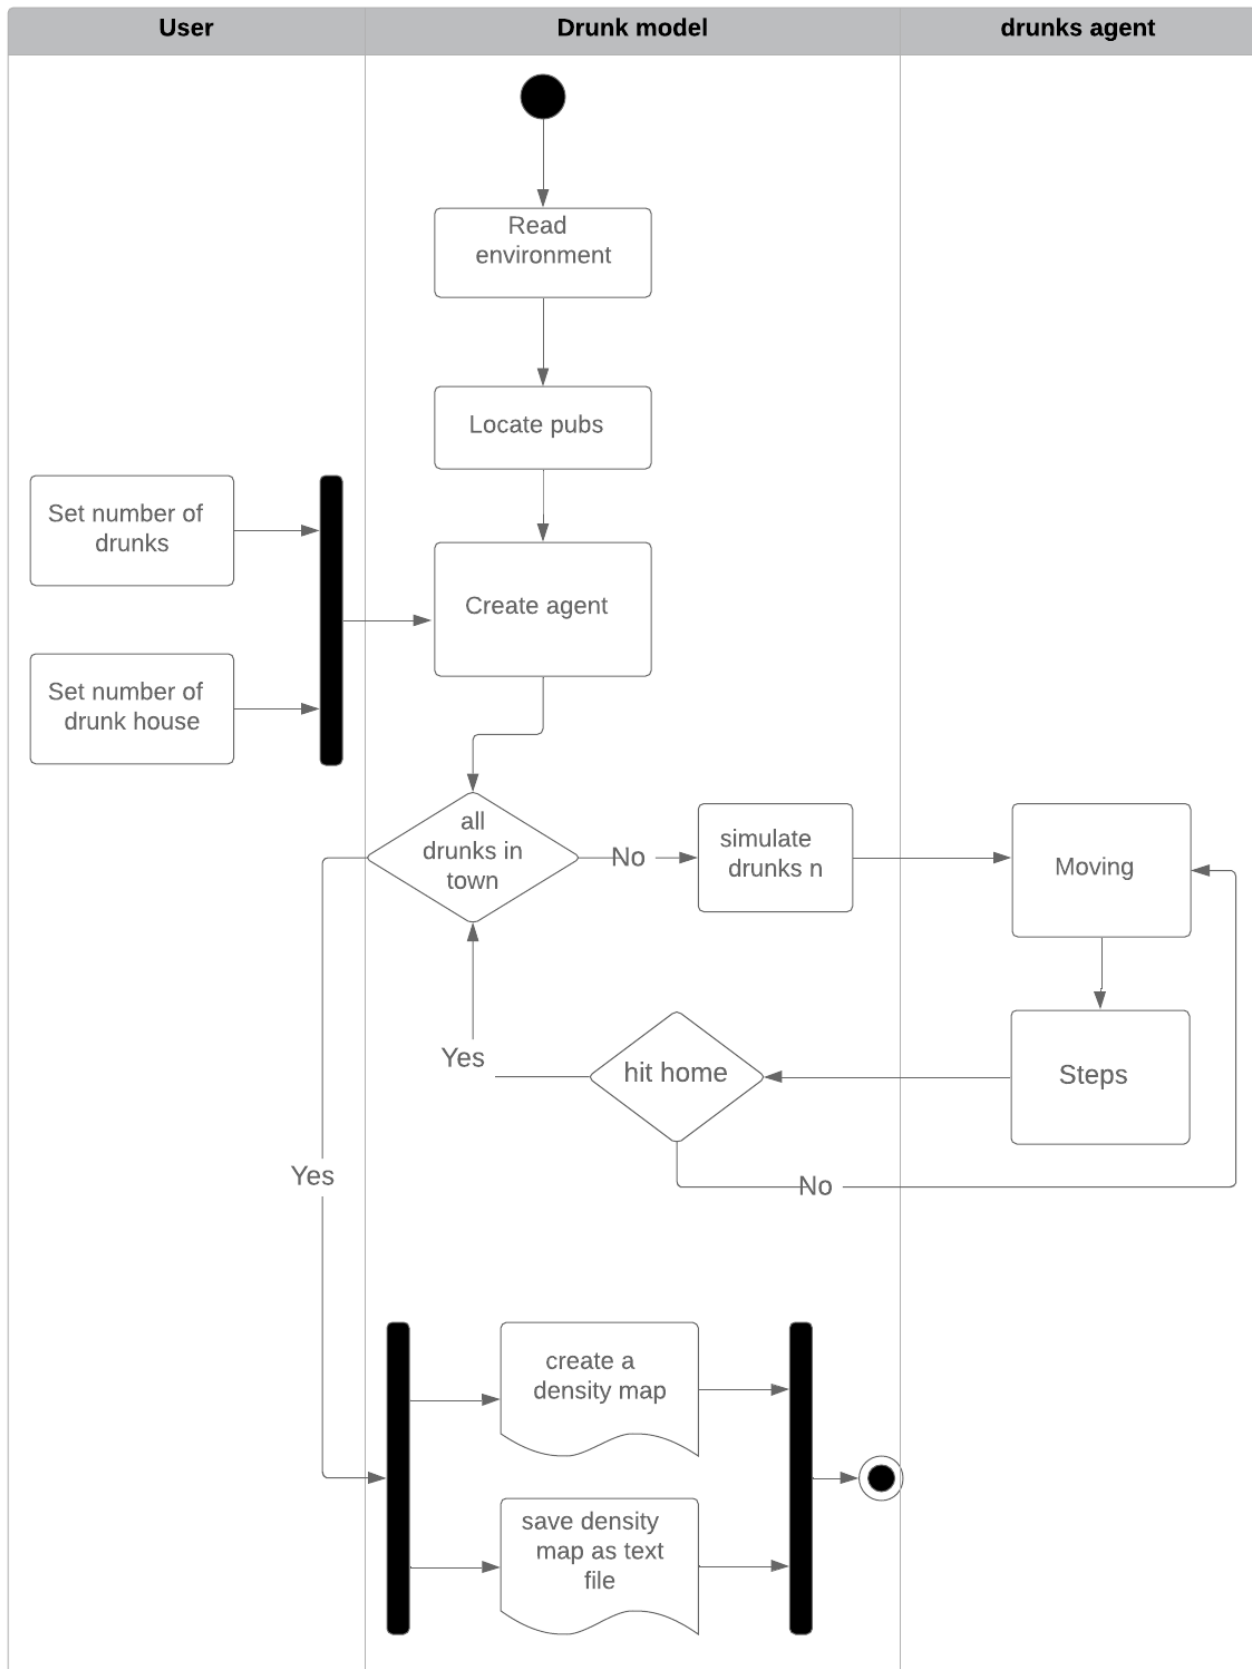 User
Drunk model
drunks agent
Read
environment
Locate pubs
Set number of
drunks
Create agent
Set number of
drunk house
all
drunks in
town
No
simulate
drunks n
Moving
Yes
hit home
Steps
Yes
No
create a
density map
save density
map as text
file